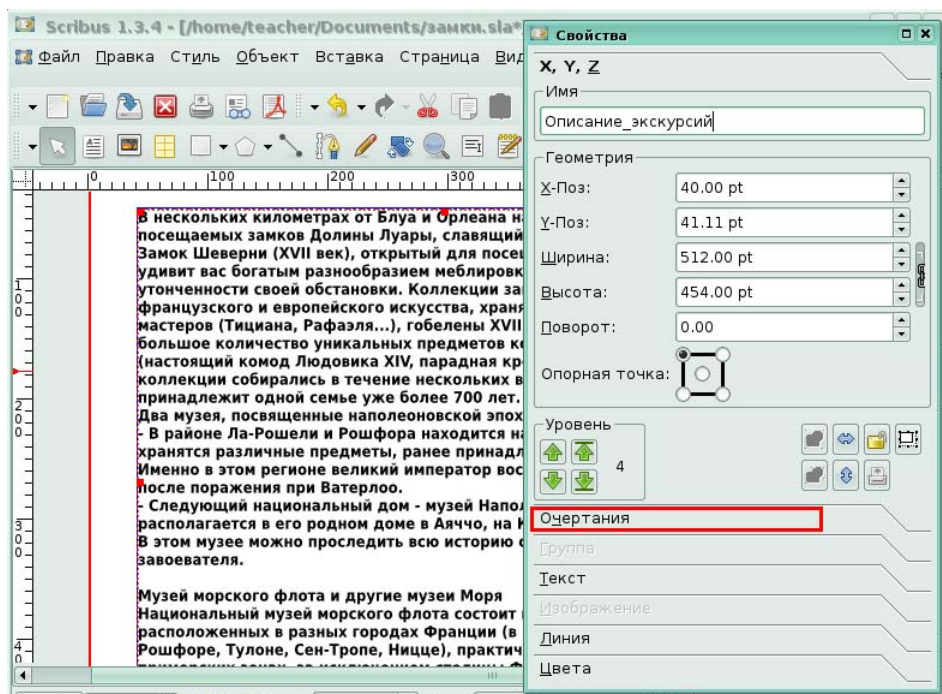 Scribus 1.3.4 - [/home/teacher/Documents/замки.sla*
Файл Правка Стиль Объект Вставка Страница Вид
0 100 200 300
В нескольких километрах от Блуа и Орлеана
посещаемых замков Долины Луары, славящий
Замок Шеверни (XVII век), открытый для
удивит вас богатым разнообразием меблировк
утонченности своей обстановки. Коллекции
французского и европейского искусства,
мастеров (Тициана, Рафаэля...), гобелены XVII
большое количество уникальных предметов
(настоящий комод Людовика XIV, парадная
коллекции собирались в течение нескольких в
принадлежит одной семье уже более 700 лет.
Два музея, посвященные наполеоновской эпох
- В районе Ла-Рошели и Рошфора находится
хранятся различные предметы, ранее
Именно в этом регионе великий император вос
после поражения при Ватерлоо.
- Следующий национальный дом - музей Напол
располагается в его родном доме в Аяччо, на
В этом музее можно проследить всю историю
завоевателя.
Музей морского флота и другие музеи Моря
Национальный музей морского флота состоит
расположенных в разных городах Франции (в
Рошфоре, Тулоне, Сен-Тропе, Ницце), практич
100
200
300
40
Свойства
X, Y, Z
Имя
Описание_экскурсий
Геометрия
X-Поз: 40.00 pt
Y-Поз: 41.11 pt
Ширина: 512.00 pt
Высота: 454.00 pt
Поворот: 0.00
Опорная точка:
Уровень
4
Очертания
Группа
Текст
Изображение
Линия
Цвета